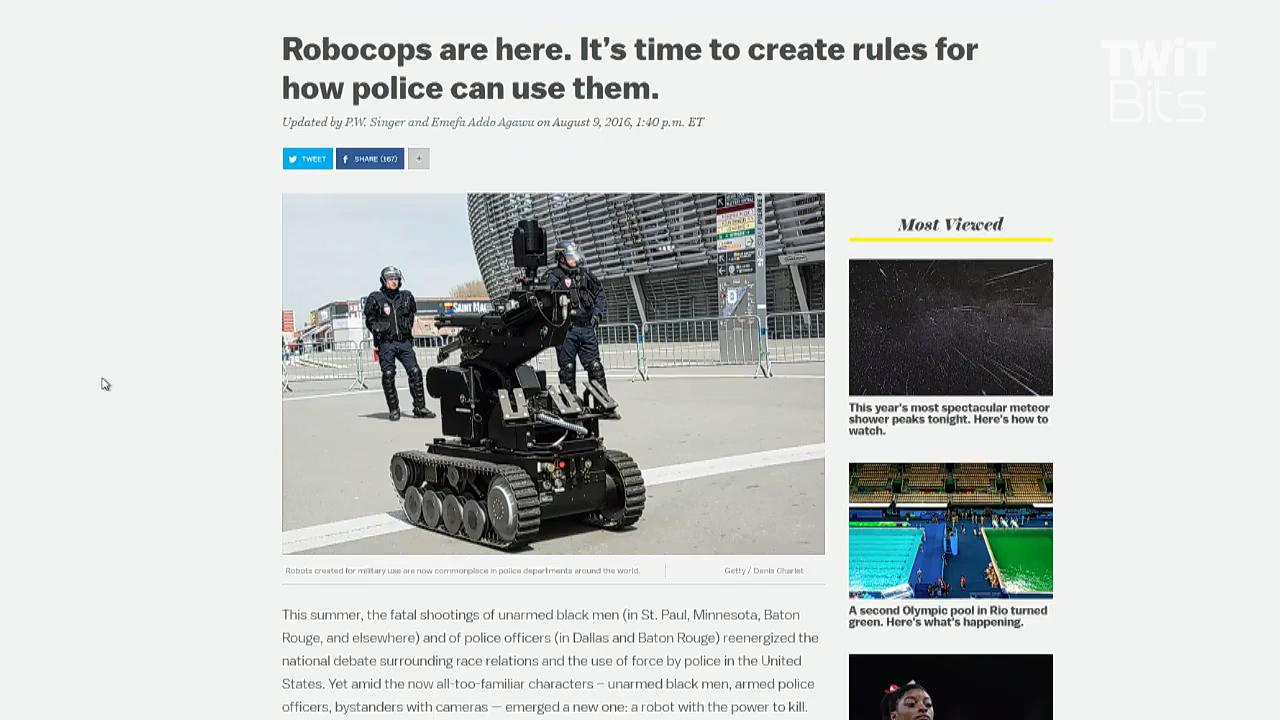 Robocops are here. It’s time to create rules for
how police can use them.
Updated by P.W. Singer and Emefa Addo Agawu on August 9, 2016, 1:40 p.m. ET
TWEET
SHARE (167)
+
SAINT MA
Robots created for military use are now commonplace in police departments around the world.
Getty / Denis Charlet
This summer, the fatal shootings of unarmed black men (in St. Paul, Minnesota, Baton
Rouge, and elsewhere) and of police officers (in Dallas and Baton Rouge) reenergized the
national debate surrounding race relations and the use of force by police in the United
States. Yet amid the now all-too-familiar characters – unarmed black men, armed police
officers, bystanders with cameras — emerged a new one: a robot with the power to kill.
TWiT
Bits
Most Viewed
This year's most spectacular meteor
shower peaks tonight. Here's how to
watch.
A second Olympic pool in Rio turned
green. Here's what's happening.